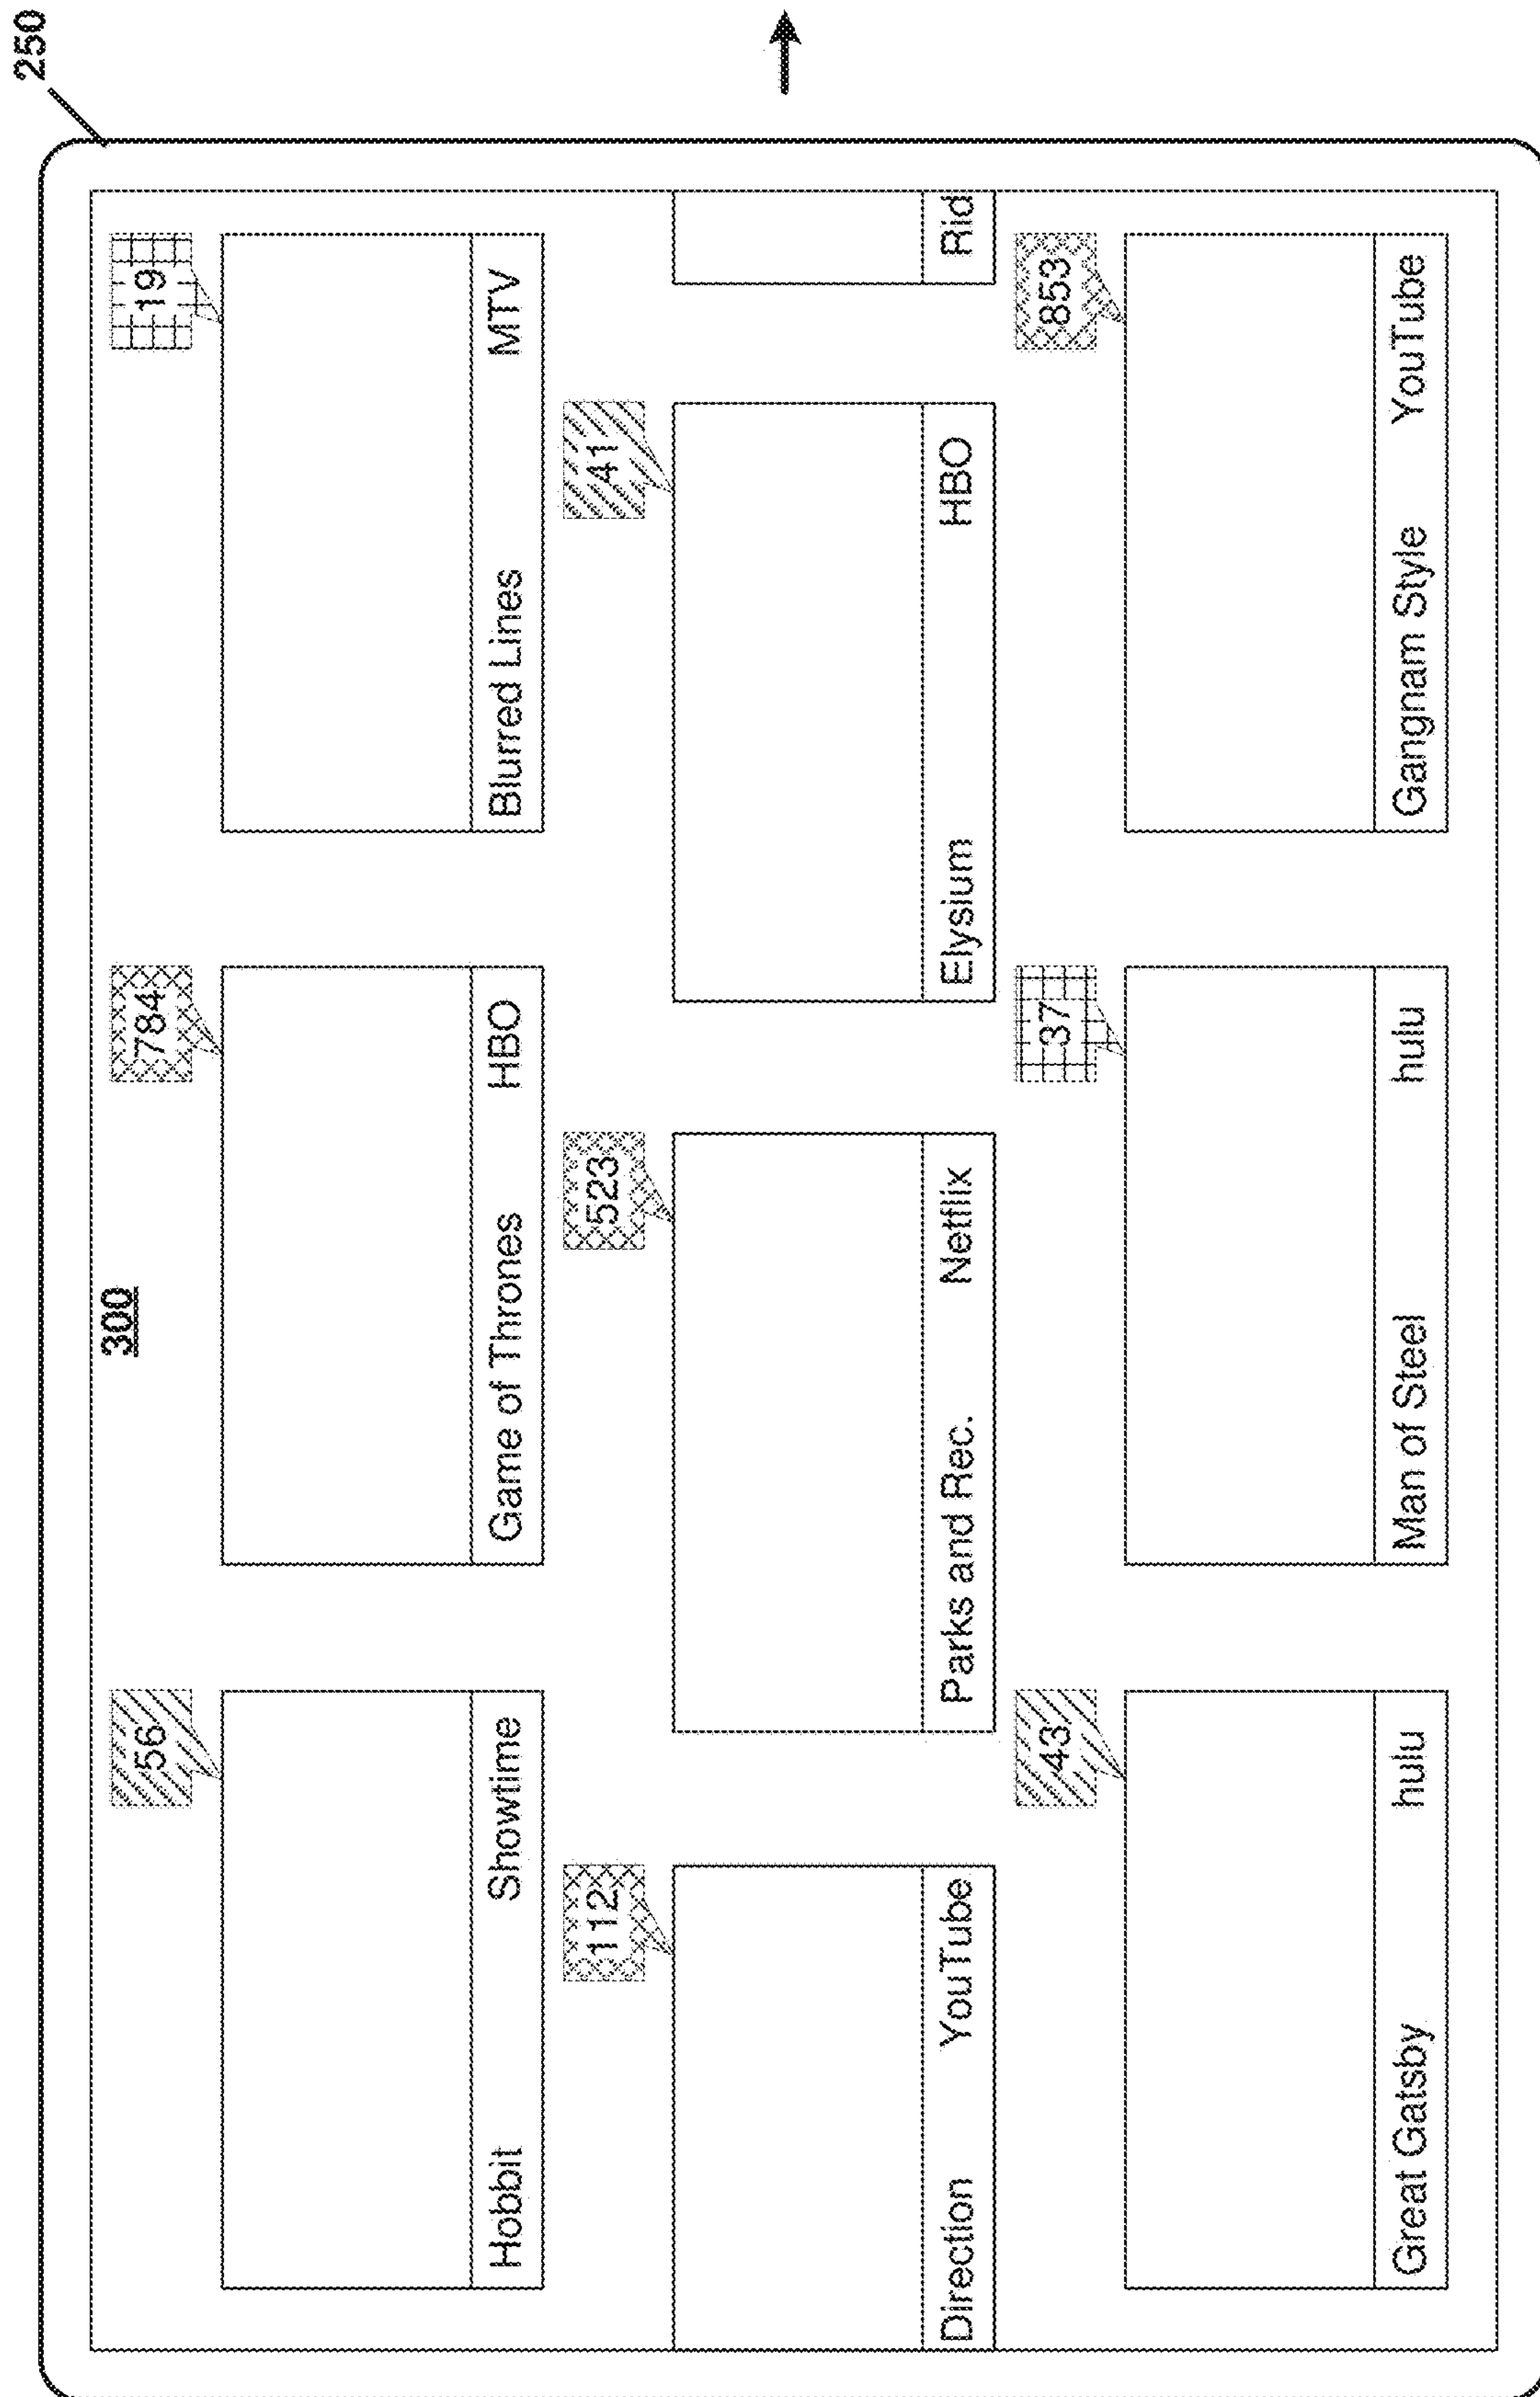 250
300
56
784
19
Hobbit Showtime
Game of Thrones HBO
Blurred Lines MTV
112
523
41
Direction YouTube
Parks and Rec. Netflix
Elysium HBO
Rid
43
37
853
Great Gatsby hulu
Man of Steel hulu
Gangnam Style YouTube